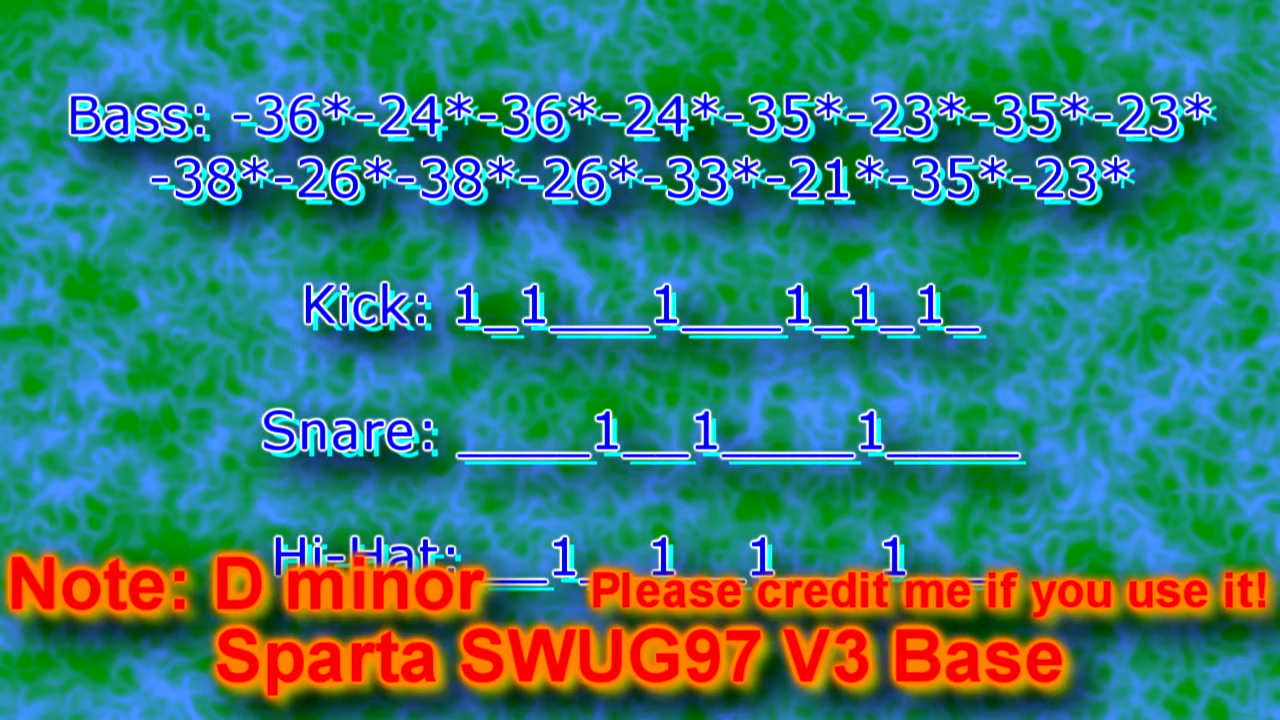 Bass: -36*-24*-36*-24*-35*-23*-35*-23*
-38*-26*-38*-26*-33*-21*-35*-23*
Kick: 1_1___1___1_1_1_
Snare: ____1__1____1____
Hi-Hat: __1__1__1___1___
Note: D minor
Please credit me if you use it!
Sparta SWUG97 V3 Base